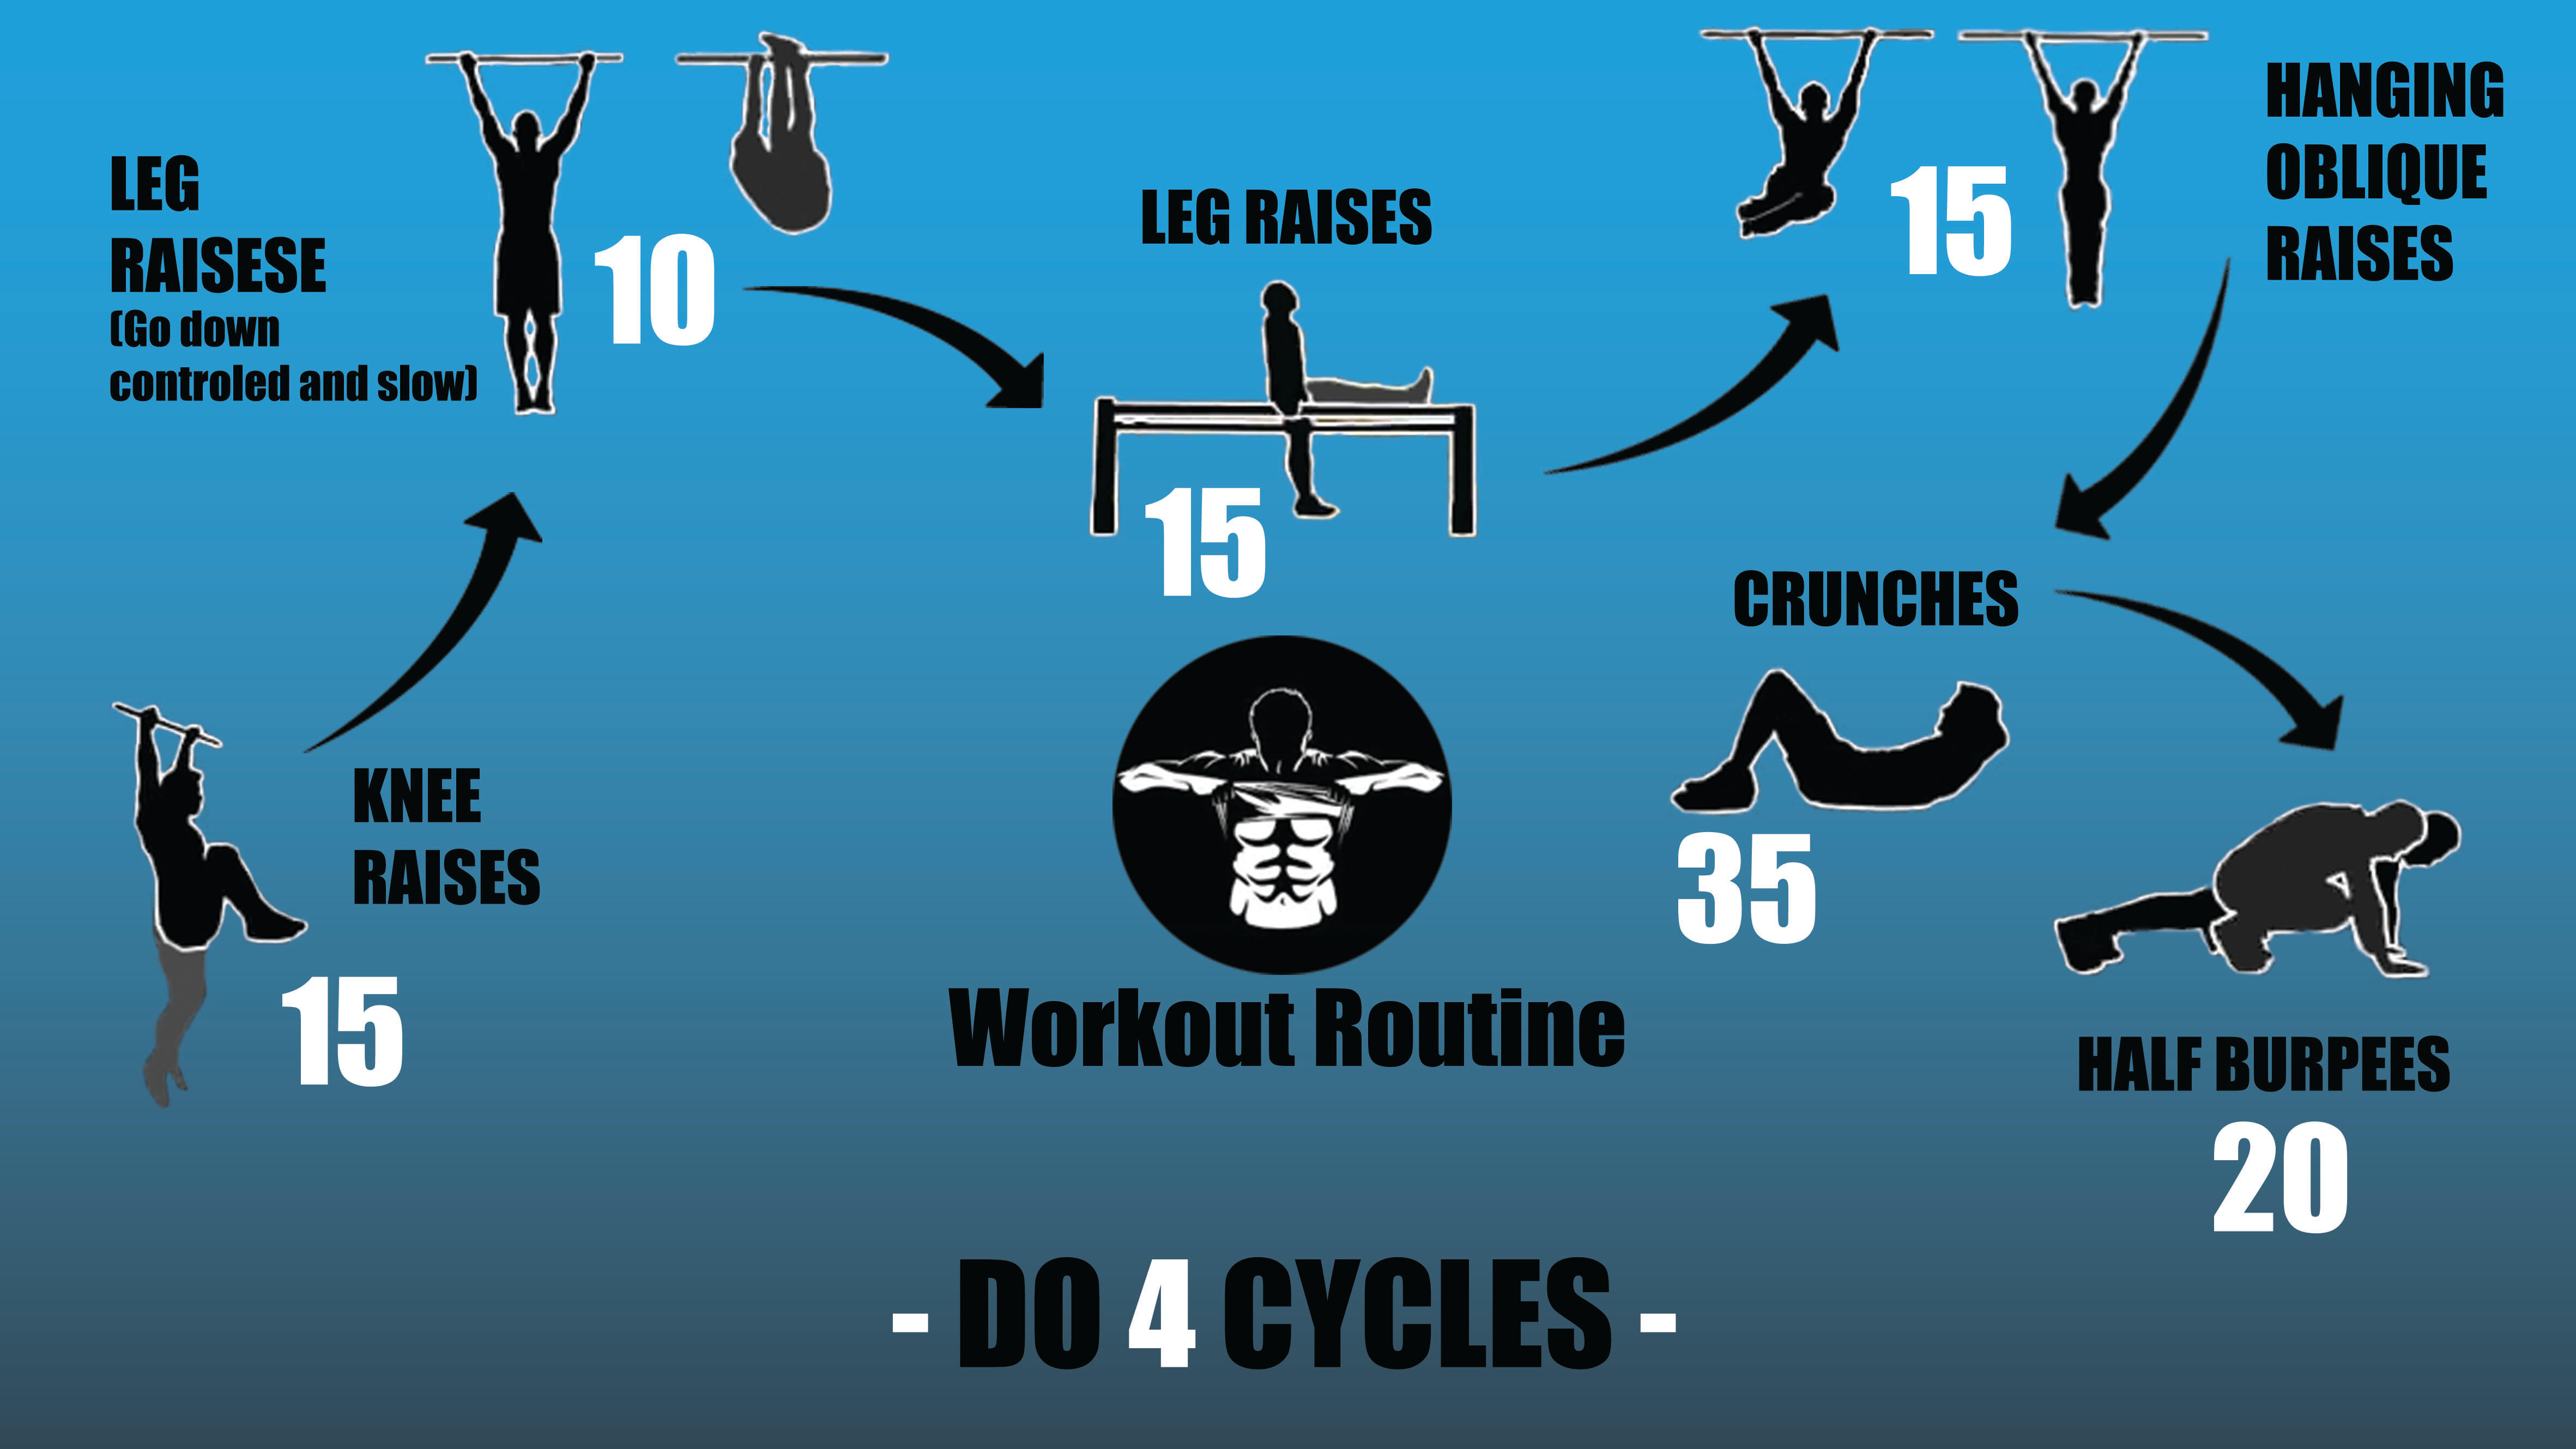 LEG
RAISESE
(Go down
controled and slow)
10
LEG RAISES
15
15
HANGING
OBLIQUE
RAISES
CRUNCHES
35
KNEE
RAISES
15
Workout Routine
HALF BURPEES
20
- DO 4 CYCLES -